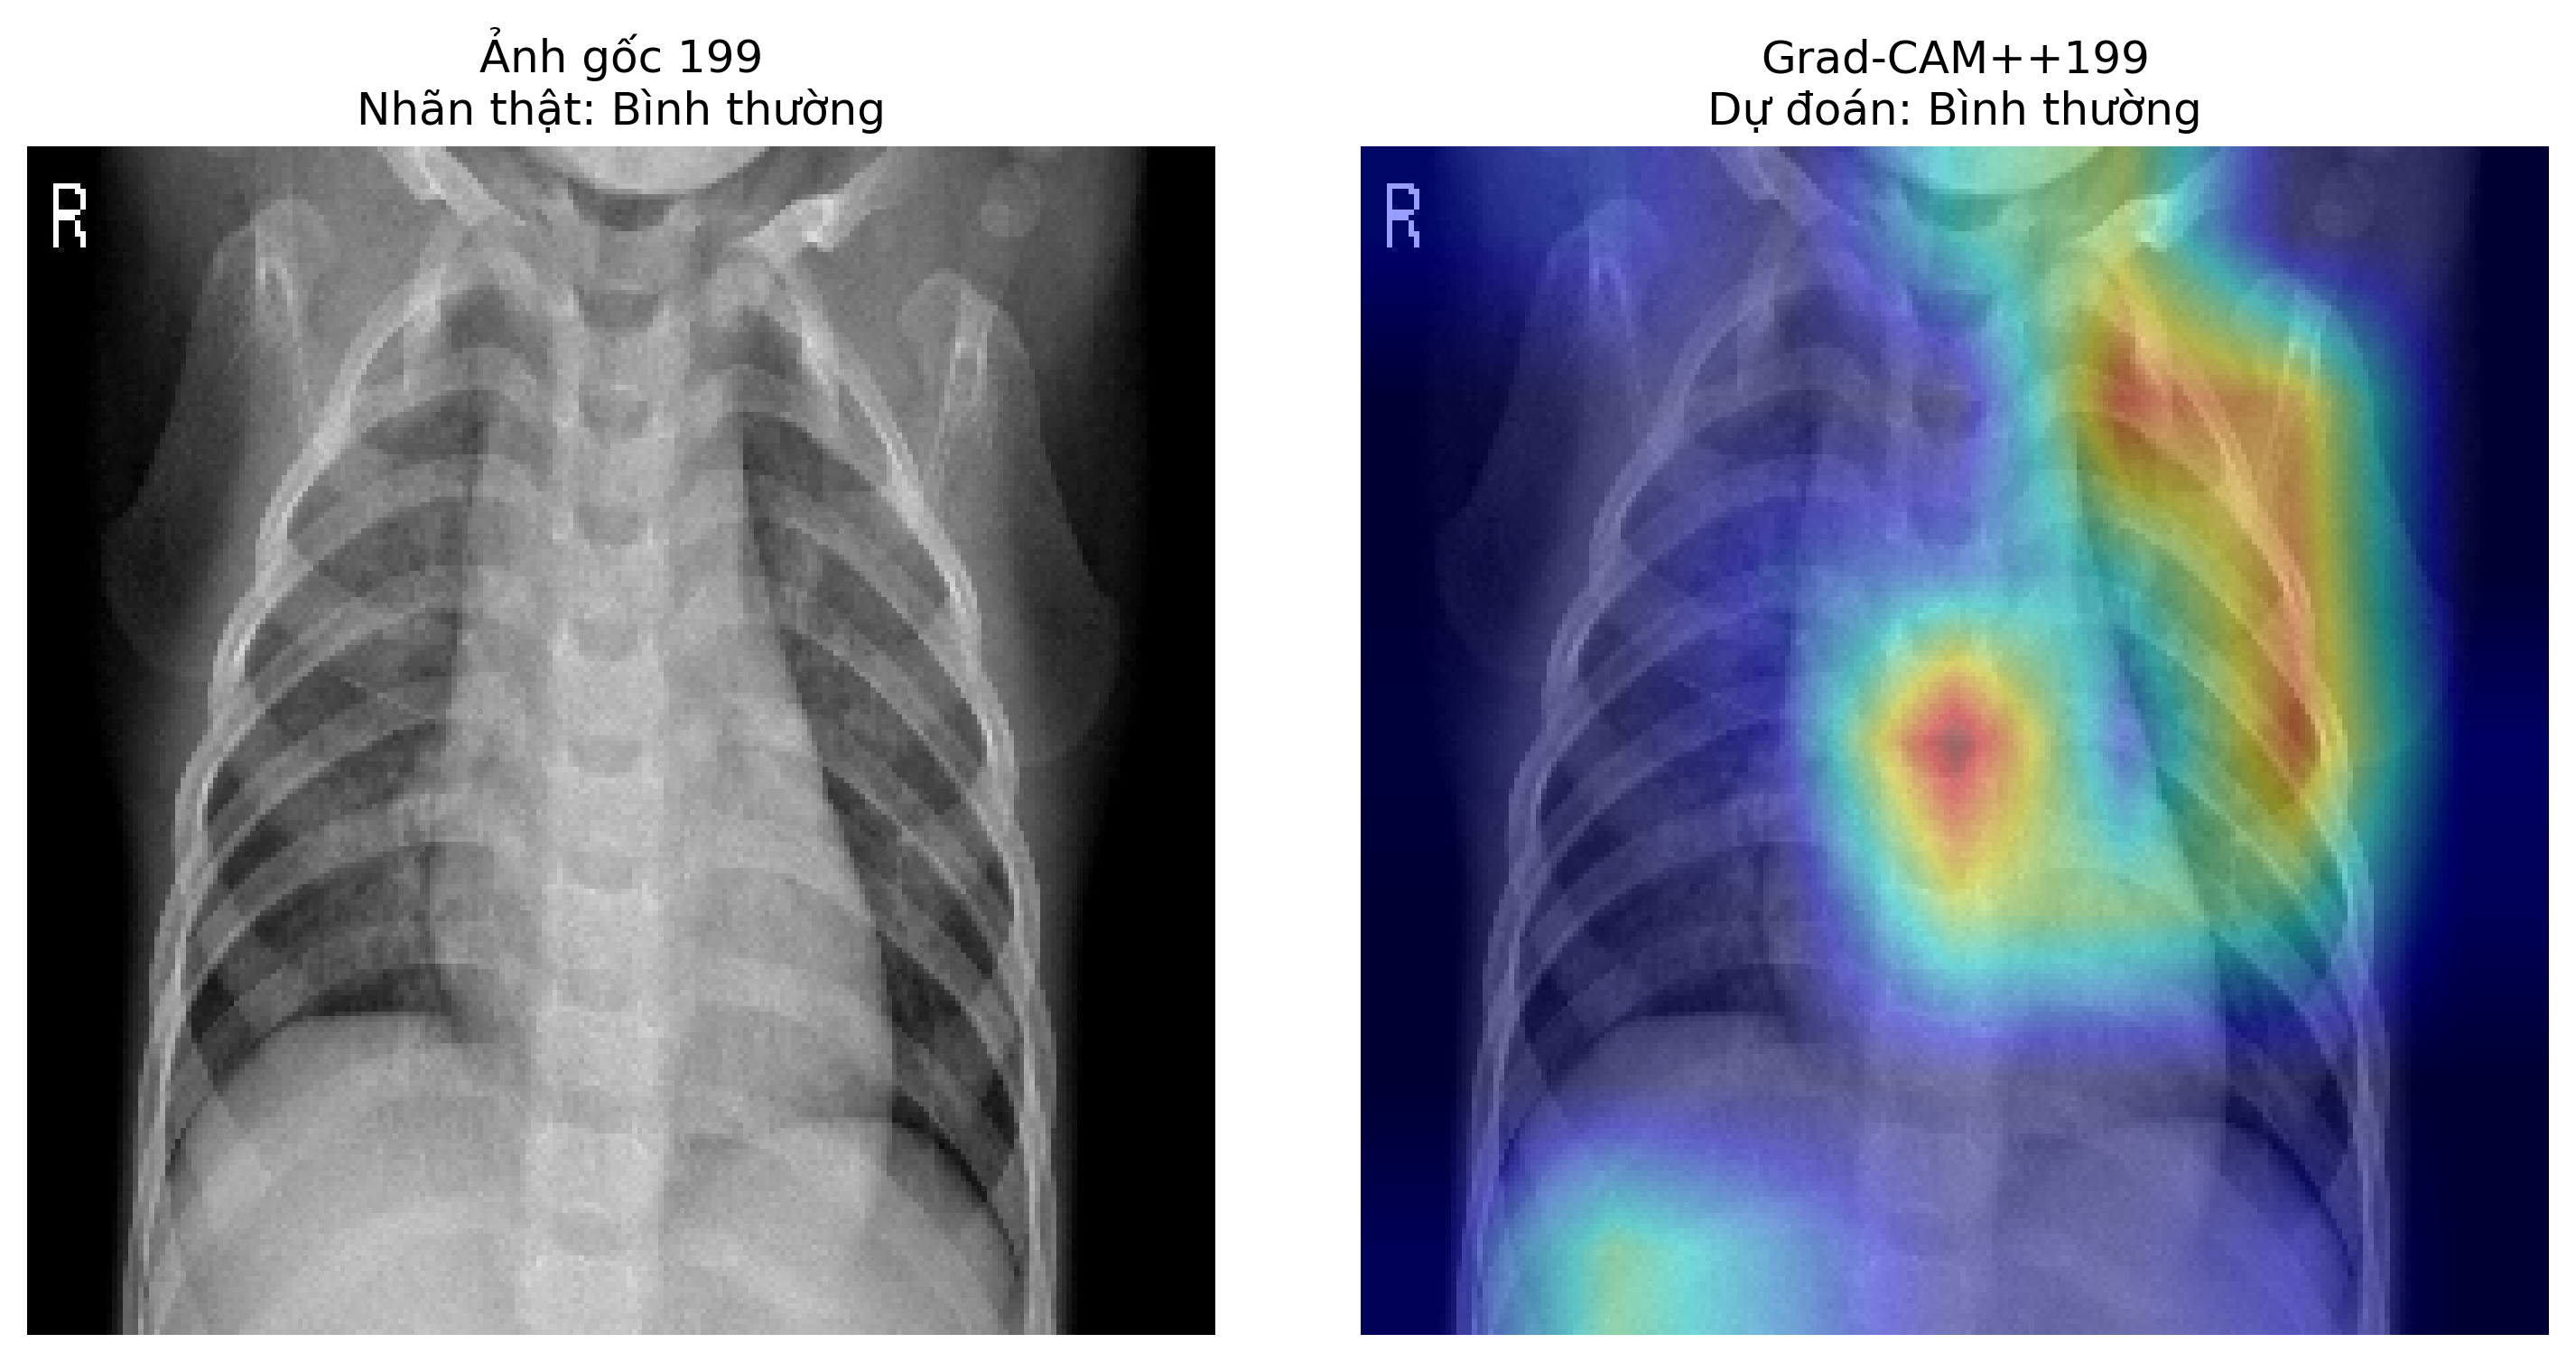 Ảnh gốc 199
Nhãn thật: Bình thường
Grad-CAM++199
Dự đoán: Bình thường
R
R